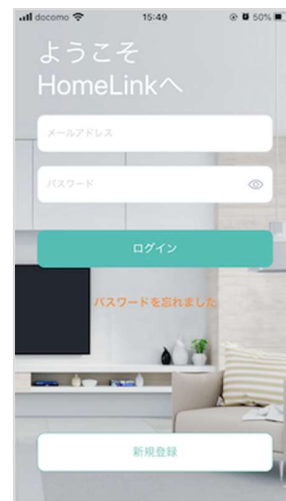 docomo 15:49 50%
ようこそ
HomeLinkへ
メールアドレス
パスワード
ログイン
パスワードを忘れました
新規登録